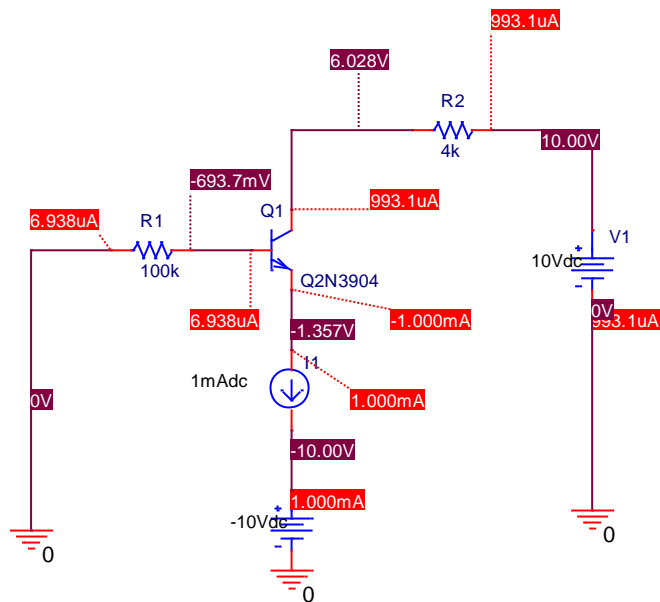 993.1uA
6.028V
R2
4k
10.00V
-693.7mV
Q1
993.1uA
6.938uA
R1
100k
V1
10Vdc
Q2N3904
6.938uA
-1.000mA
0V
993.1uA
-1.357V
I1
1mAdc
1.000mA
0V
-10.00V
1.000mA
-10Vdc
0
0
0